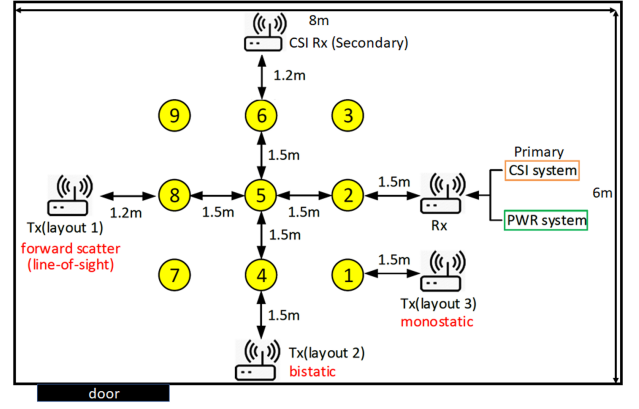 8m
CSI Rx (Secondary)
1.2m
9
6
3
1.5m
Primary
CSI system
1.5m
8
5
2
6m
1.2m
1.5m
1.5m
Rx
PWR system
Tx(layout 1)
forward scatter
(line-of-sight)
1.5m
1.5m
7
4
1
Tx(layout 3)
monostatic
1.5m
Tx(layout 2)
bistatic
door